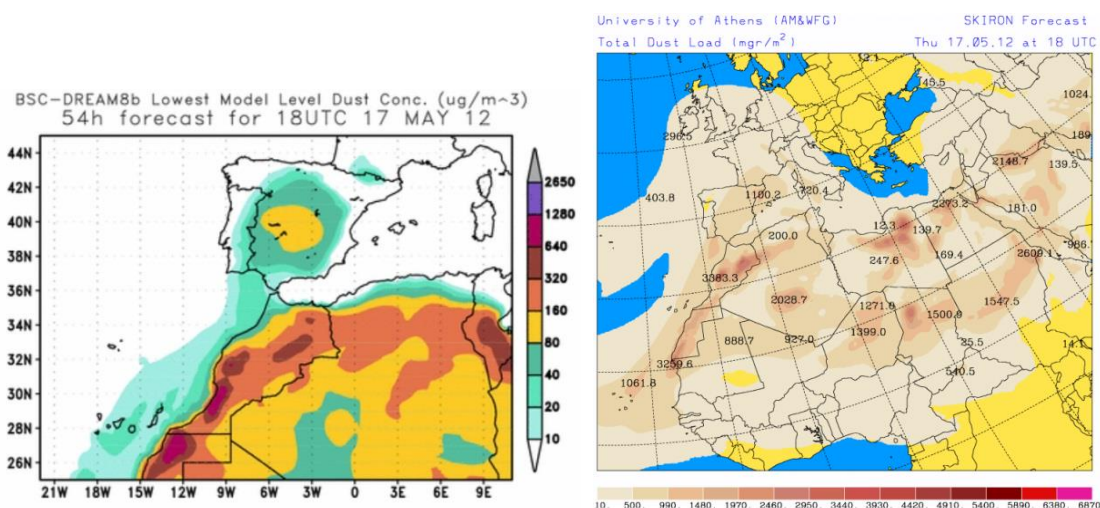 BSC-DREAM8b Lowest Model Level Dust Conc. (ug/m^3)
54h forecast for 18UTC 17 MAY 12
44N
42N
40N
38N
36N
34N
32N
30N
28N
26N
21W 18W 15W 12W 9W 6W 3W 0 3E 6E 9E
2650
1280
640
320
160
80
40
20
10
University of Athens (AM&WFG) SKIRON Forecast
Total Dust Load (mgr/m²) Thu 17.05.12 at 18 UTC
12.1
45.5
1024.
296.5
189
2148.7
139.5
403.8
1100.2
720.4
2273.2
181.0
12.3
139.7
200.0
986.
247.6
169.4
2609.1
3383.3
2028.7
1271.9
1500.9
1547.5
1399.0
888.7
927.0
25.5
14.1
3259.6
540.5
1061.8
10. 500. 990. 1480. 1970. 2460. 2950. 3440. 3930. 4420. 4910. 5400. 5890. 6380. 6870